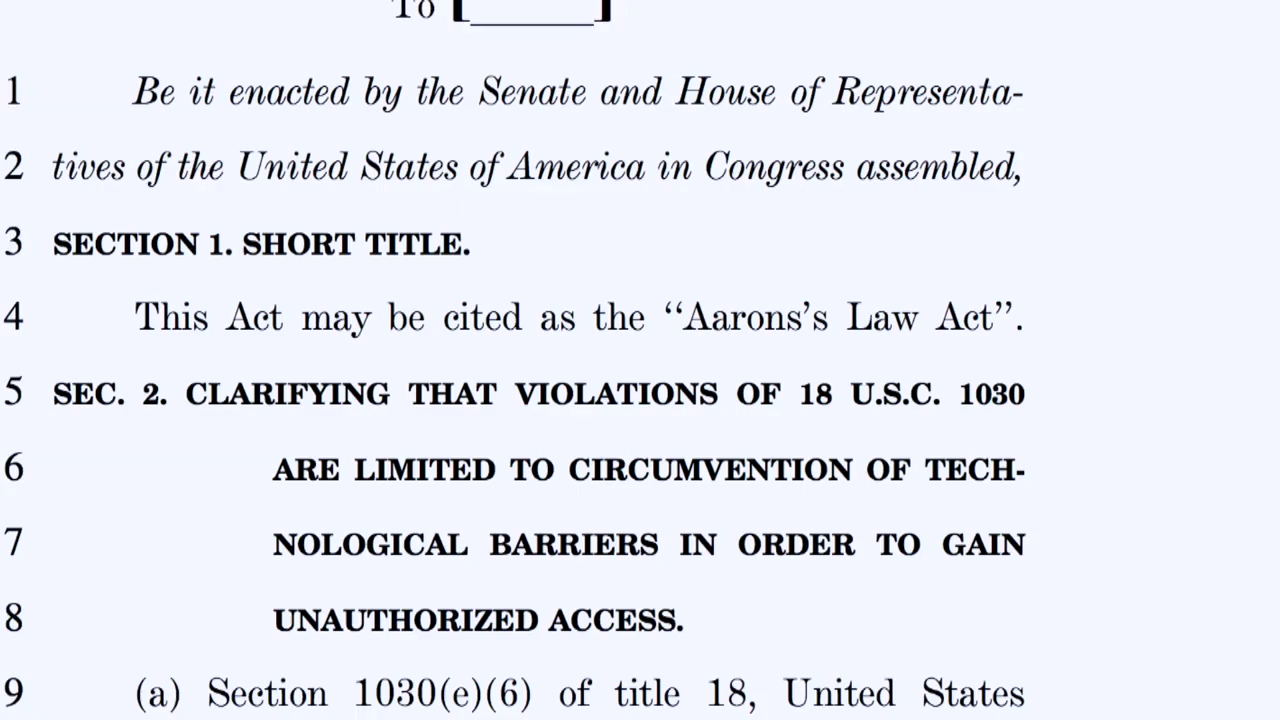 To [______]
1 Be it enacted by the Senate and House of Representa-
2 tives of the United States of America in Congress assembled,
3 SECTION 1. SHORT TITLE.
4 This Act may be cited as the ‘‘Aarons’s Law Act’’.
5 SEC. 2. CLARIFYING THAT VIOLATIONS OF 18 U.S.C. 1030
6 ARE LIMITED TO CIRCUMVENTION OF TECH-
7 NOLOGICAL BARRIERS IN ORDER TO GAIN
8 UNAUTHORIZED ACCESS.
9 (a) Section 1030(e)(6) of title 18, United States